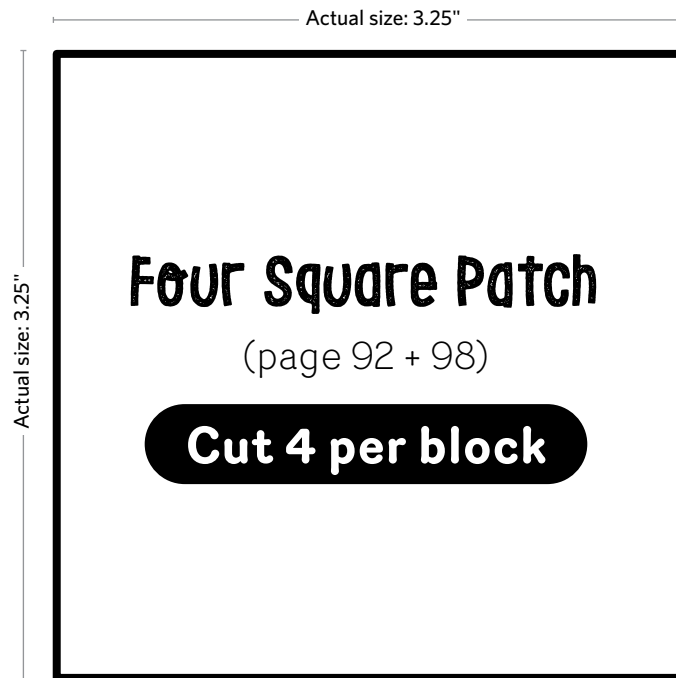 Actual size: 3.25"
Actual size: 3.25"
Four Square Patch
(page 92 + 98)
Cut 4 per block